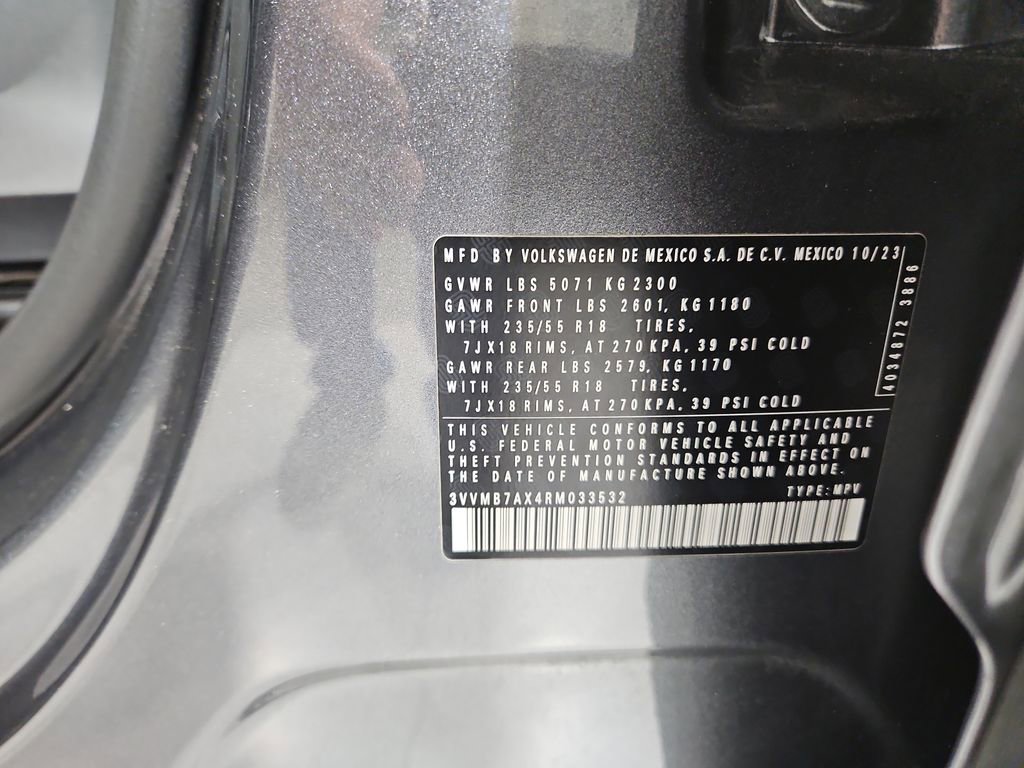 MFD BY VOLKSWAGEN DE MEXICO S.A. DE C.V. MEXICO 10/23
GVWR LBS 5071 KG 2300
GAWR FRONT LBS 2601, KG 1180
WITH 235/55 R18 TIRES,
7JX18 RIMS, AT 270 KPA, 39 PSI COLD
GAWR REAR LBS 2579, KG 1170
WITH 235/55 R18 TIRES,
7JX18 RIMS, AT 270 KPA, 39 PSI COLD
4034872 3886
THIS VEHICLE CONFORMS TO ALL APPLICABLE
U.S. FEDERAL MOTOR VEHICLE SAFETY AND
THEFT PREVENTION STANDARDS IN EFFECT ON
THE DATE OF MANUFACTURE SHOWN ABOVE.
3VVMB7AX4RM033532 TYPE: MPV